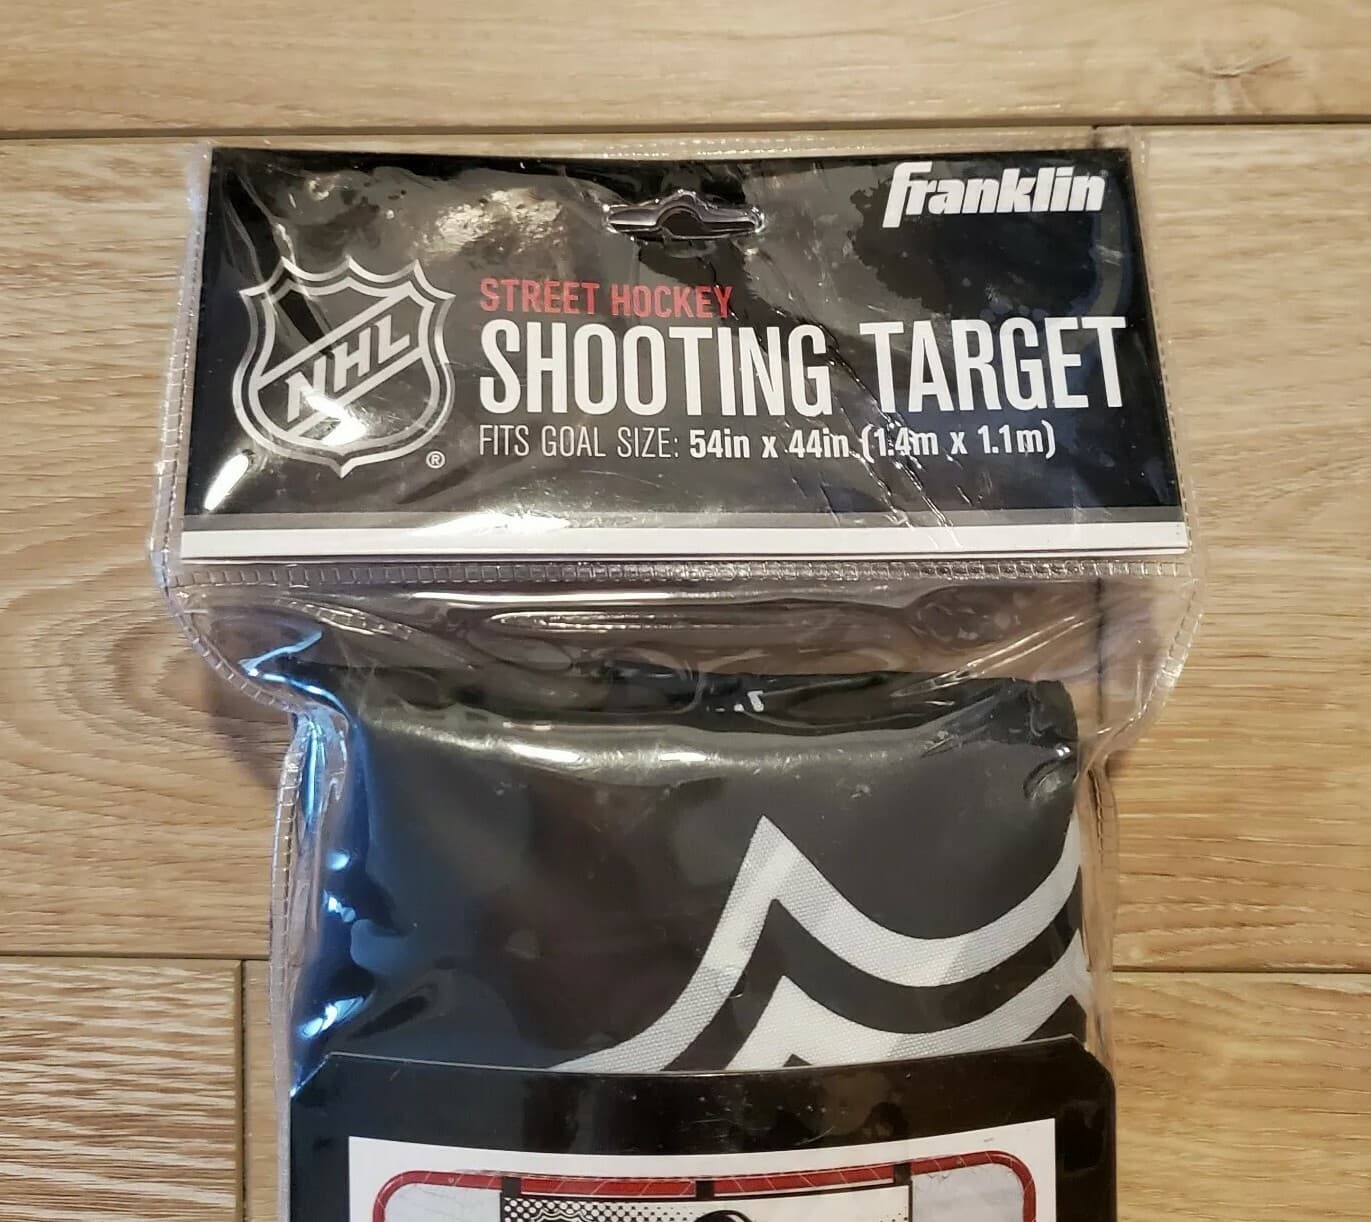 franklin
NHL
®
STREET HOCKEY
SHOOTING TARGET
FITS GOAL SIZE: 54in x 44in (1.4m x 1.1m)